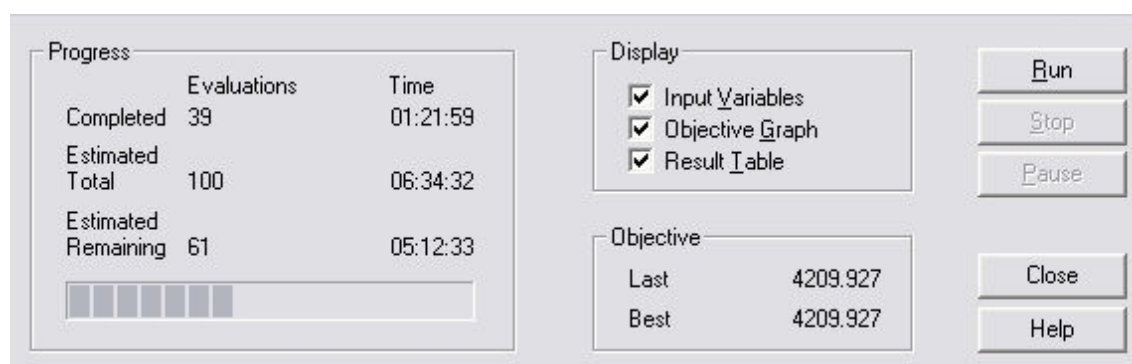 Progress
Evaluations Time
Completed 39 01:21:59
Estimated
Total 100 06:34:32
Estimated
Remaining 61 05:12:33
Display
Input Variables
Objective Graph
Result Table
Objective
Last 4209.927
Best 4209.927
Run
Stop
Pause
Close
Help